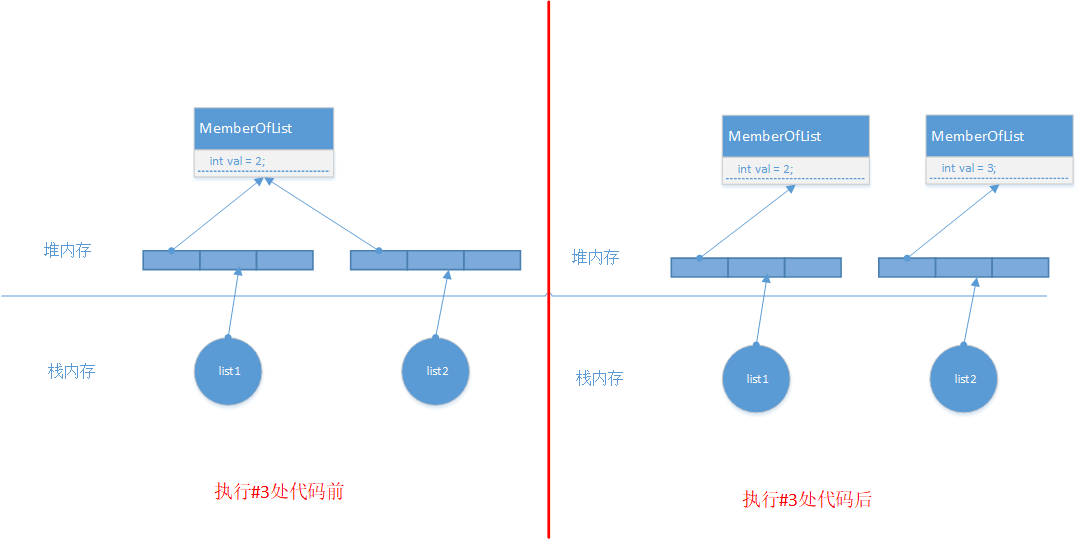 MemberOfList
int val = 2;
堆内存
栈内存
list1
list2
执行#3处代码前
MemberOfList
MemberOfList
int val = 2;
int val = 3;
堆内存
栈内存
list1
list2
执行#3处代码后